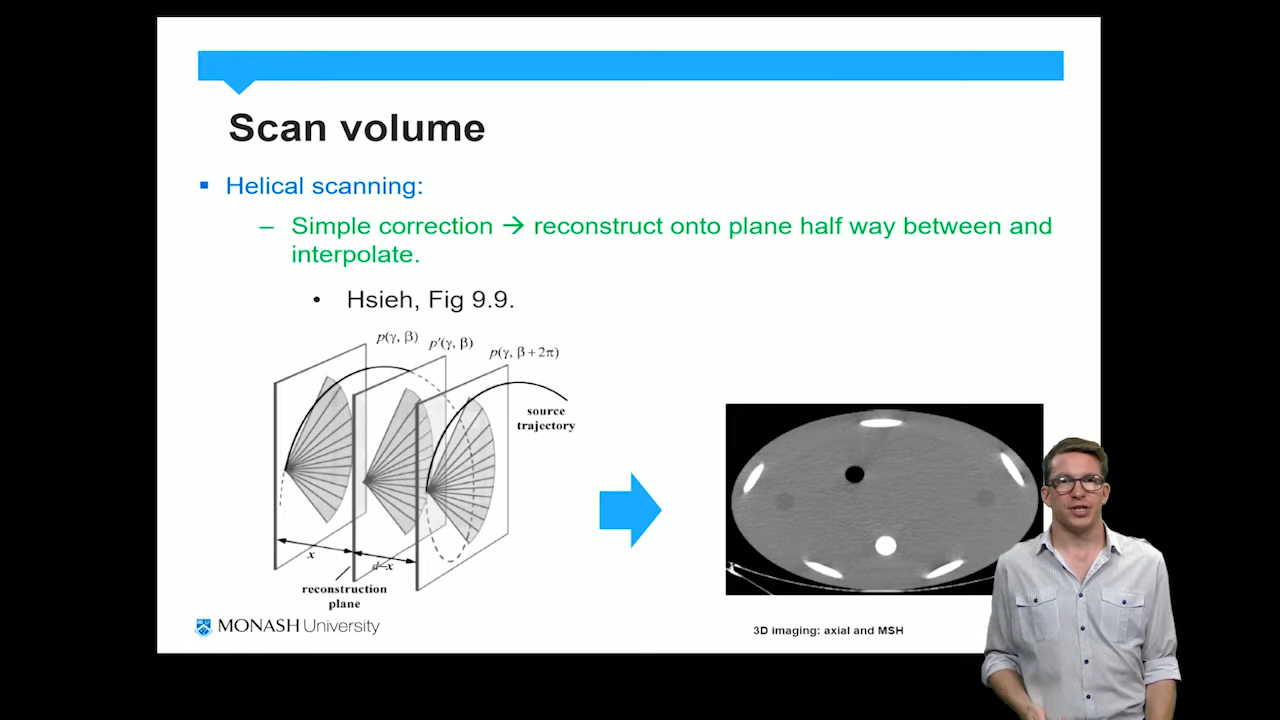 Scan volume
▪ Helical scanning:
– Simple correction → reconstruct onto plane half way between and
interpolate.
• Hsieh, Fig 9.9.
p(γ, β)
p′(γ, β)
p(γ, β+2π)
source
trajectory
x
d−x
reconstruction
plane
MONASH University
3D imaging: axial and MSH